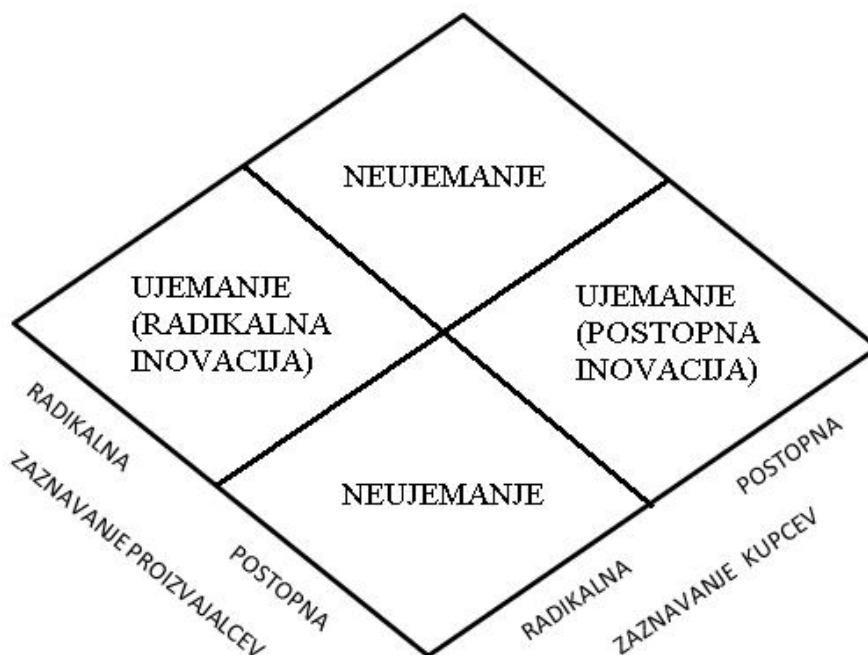 NEUJEMANJE
UJEMANJE
(RADIKALNA
INOVACIJA)
UJEMANJE
(POSTOPNA
INOVACIJA)
NEUJEMANJE
RADIKALNA
POSTOPNA
ZAZNAVANJE PROIZVAJALCEV
RADIKALNA
POSTOPNA
ZAZNAVANJE KUPCEV